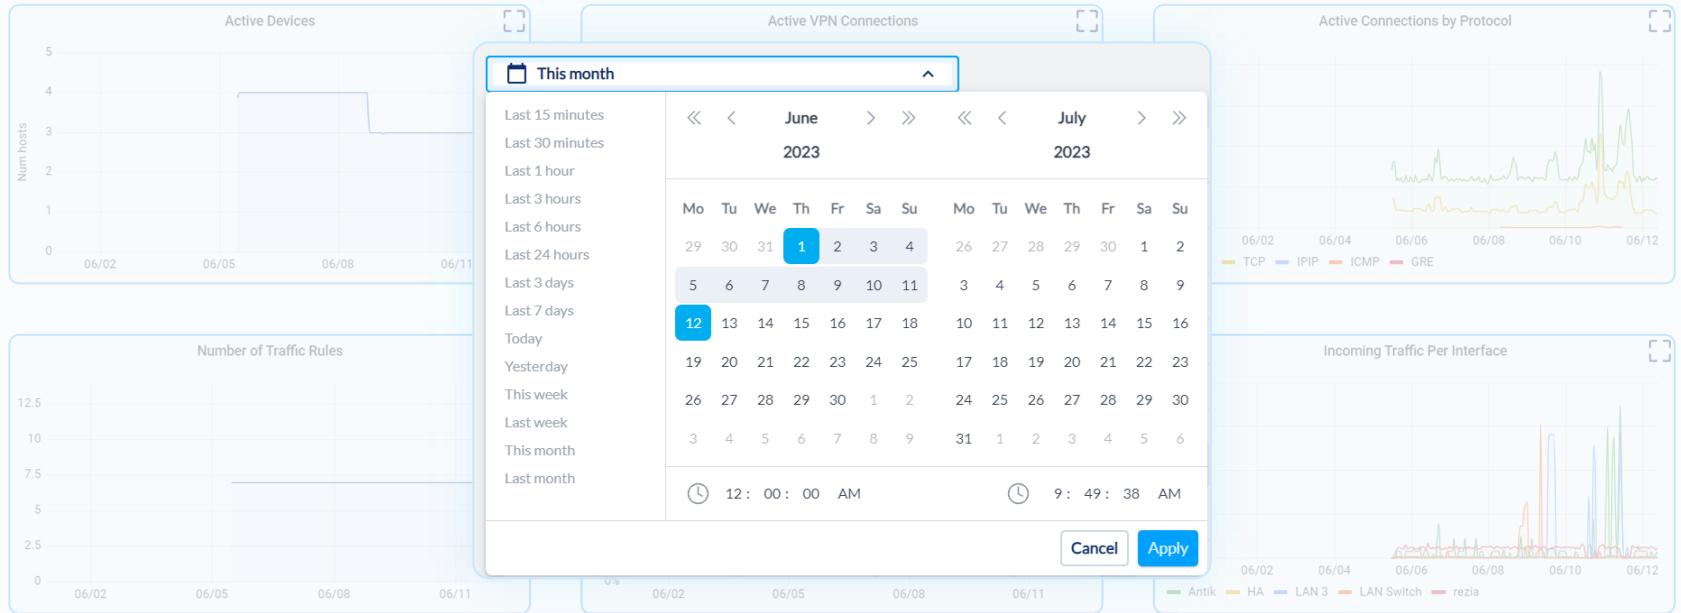 Active Devices
Active VPN Connections
Active Connections by Protocol
Num hosts
5
4
3
2
1
0
06/02 06/05 06/08 06/11
This month
Last 15 minutes
Last 30 minutes
Last 1 hour
Last 3 hours
Last 6 hours
Last 24 hours
Last 3 days
Last 7 days
Today
Yesterday
This week
Last week
This month
Last month
June
2023
Mo Tu We Th Fr Sa Su
29 30 31 1 2 3 4
5 6 7 8 9 10 11
12 13 14 15 16 17 18
19 20 21 22 23 24 25
26 27 28 29 30 1 2
3 4 5 6 7 8 9
July
2023
Mo Tu We Th Fr Sa Su
26 27 28 29 30 1 2
3 4 5 6 7 8 9
10 11 12 13 14 15 16
17 18 19 20 21 22 23
24 25 26 27 28 29 30
31 1 2 3 4 5 6
12 : 00 : 00 AM
9 : 49 : 38 AM
Cancel Apply
06/02 06/04 06/06 06/08 06/10 06/12
TCP IPIP ICMP GRE
Number of Traffic Rules
12.5
10
7.5
5
2.5
0
06/02 06/05 06/08 06/11
0%
06/02 06/05 06/08 06/11
Incoming Traffic Per Interface
06/02 06/04 06/06 06/08 06/10 06/12
Antik HA LAN 3 LAN Switch rezia